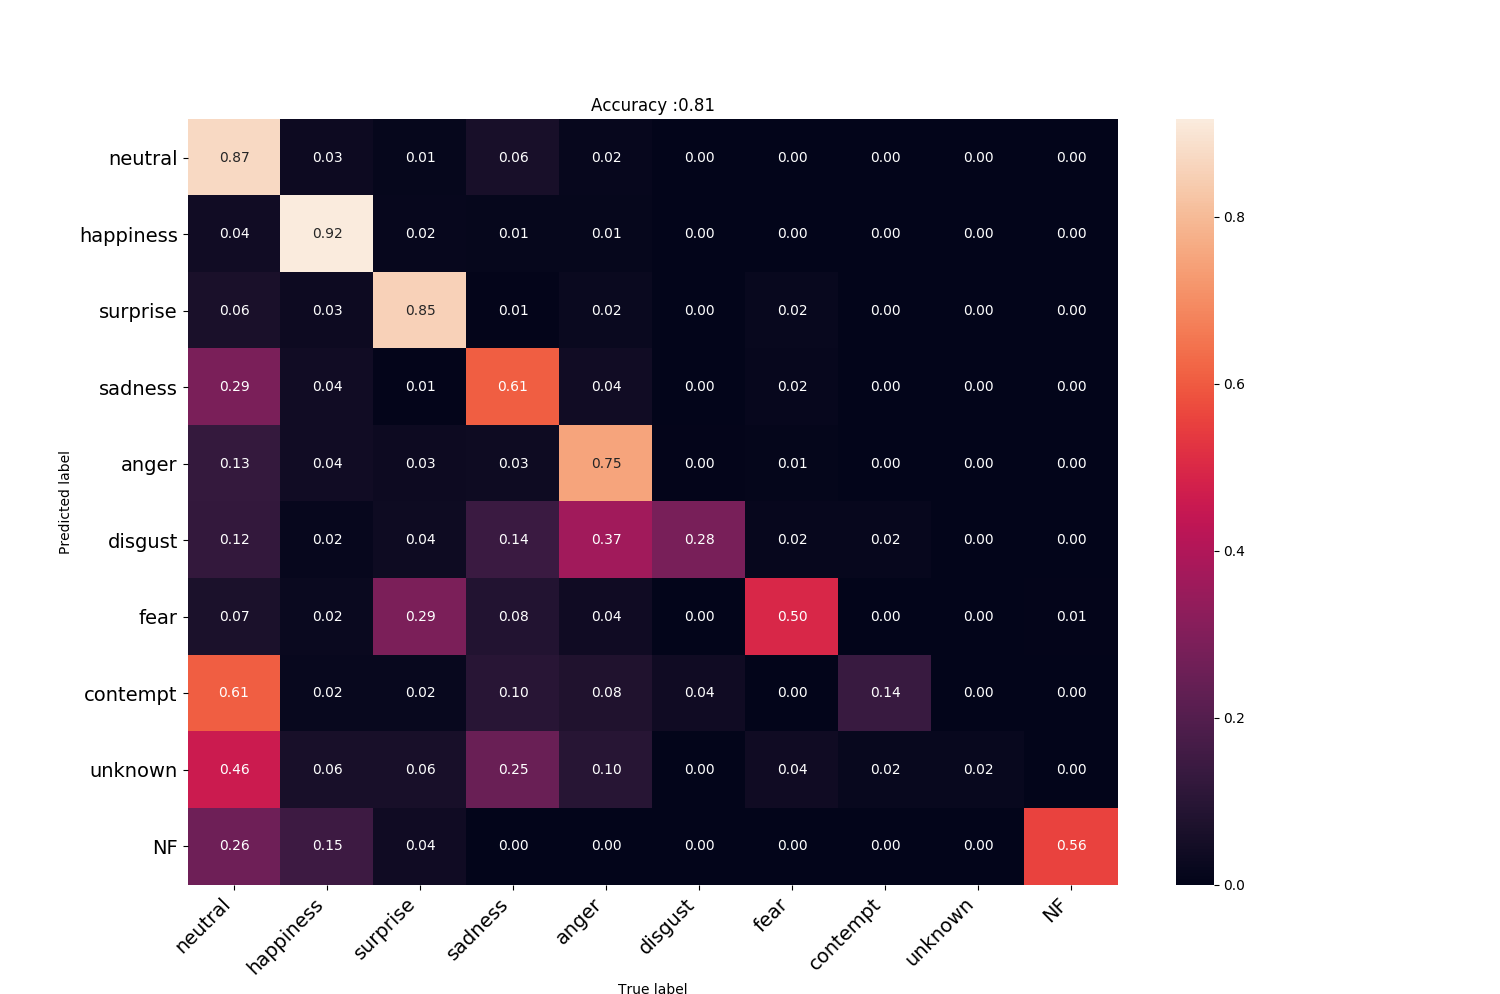 Accuracy :0.81
neutral 0.87 0.03 0.01 0.06 0.02 0.00 0.00 0.00 0.00 0.00
happiness 0.04 0.92 0.02 0.01 0.01 0.00 0.00 0.00 0.00 0.00
surprise 0.06 0.03 0.85 0.01 0.02 0.00 0.02 0.00 0.00 0.00
sadness 0.29 0.04 0.01 0.61 0.04 0.00 0.02 0.00 0.00 0.00
anger 0.13 0.04 0.03 0.03 0.75 0.00 0.01 0.00 0.00 0.00
disgust 0.12 0.02 0.04 0.14 0.37 0.28 0.02 0.02 0.00 0.00
fear 0.07 0.02 0.29 0.08 0.04 0.00 0.50 0.00 0.00 0.01
contempt 0.61 0.02 0.02 0.10 0.08 0.04 0.00 0.14 0.00 0.00
unknown 0.46 0.06 0.06 0.25 0.10 0.00 0.04 0.02 0.02 0.00
NF 0.26 0.15 0.04 0.00 0.00 0.00 0.00 0.00 0.00 0.56
neutral happiness surprise sadness anger disgust fear contempt unknown NF
True label
Predicted label
0.8
0.6
0.4
0.2
0.0